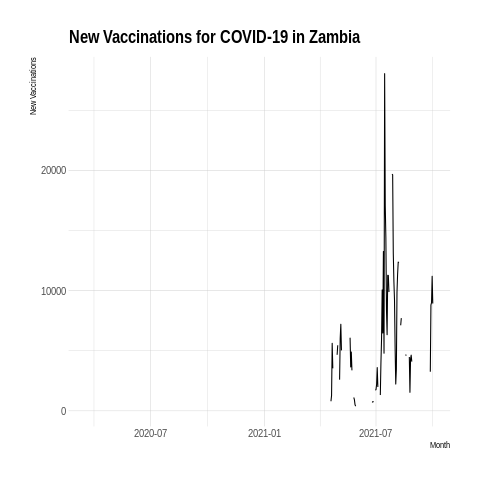 New Vaccinations for COVID-19 in Zambia
New Vaccinations
20000
10000
0
2020-07 2021-01 2021-07
Month